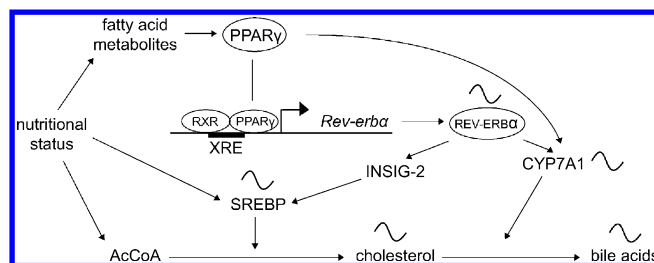 fatty acid
metabolites
PPARγ
RXR
PPARγ
Rev-erbα
REV-ERBα
XRE
nutritional
status
INSIG-2
CYP7A1
SREBP
AcCoA
cholesterol
bile acids